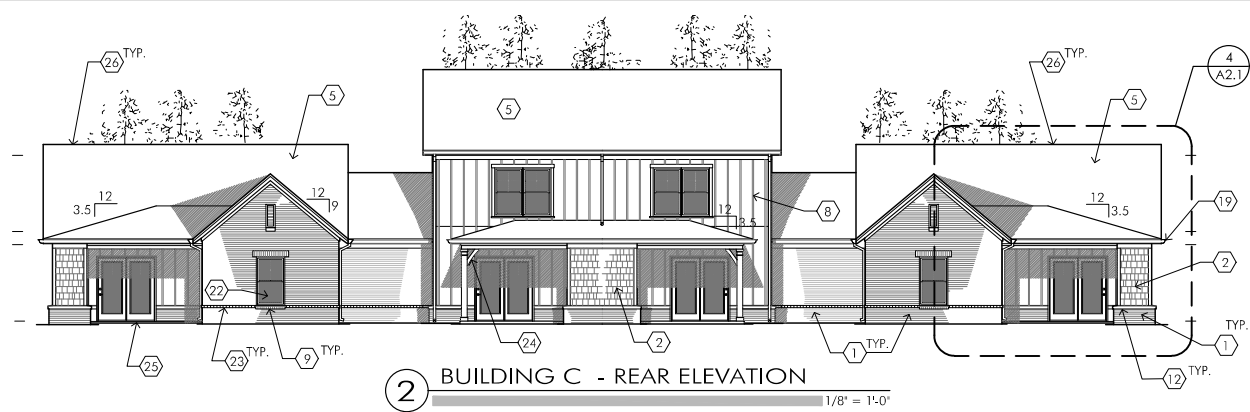 26 TYP.
5
5
26 TYP.
4
A2.1
5
12
3.5
12
9
12
3.5
8
12
3.5
19
2
22
25
23 TYP.
9 TYP.
24
2
1 TYP.
12 TYP.
1 TYP.
2 BUILDING C - REAR ELEVATION
1/8" = 1'-0"